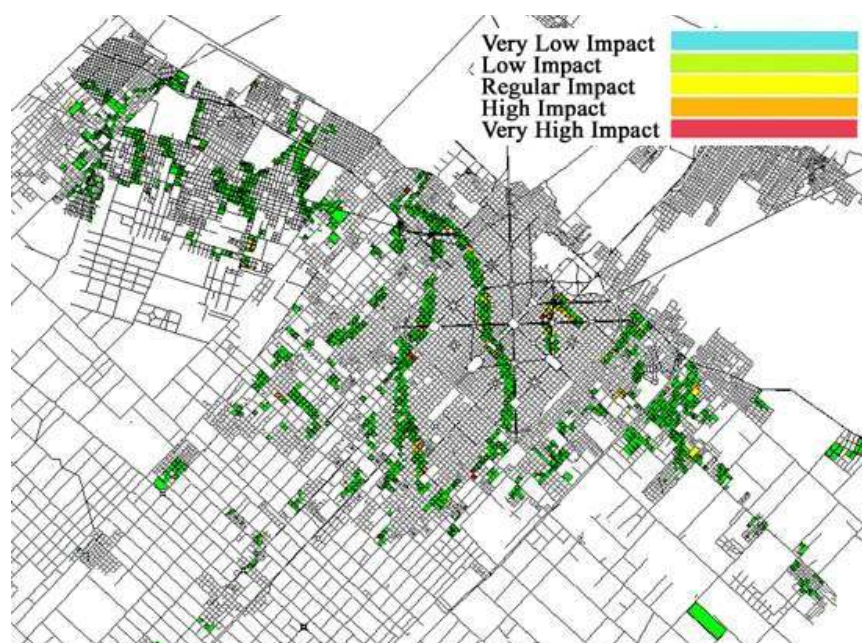 Very Low Impact
Low Impact
Regular Impact
High Impact
Very High Impact